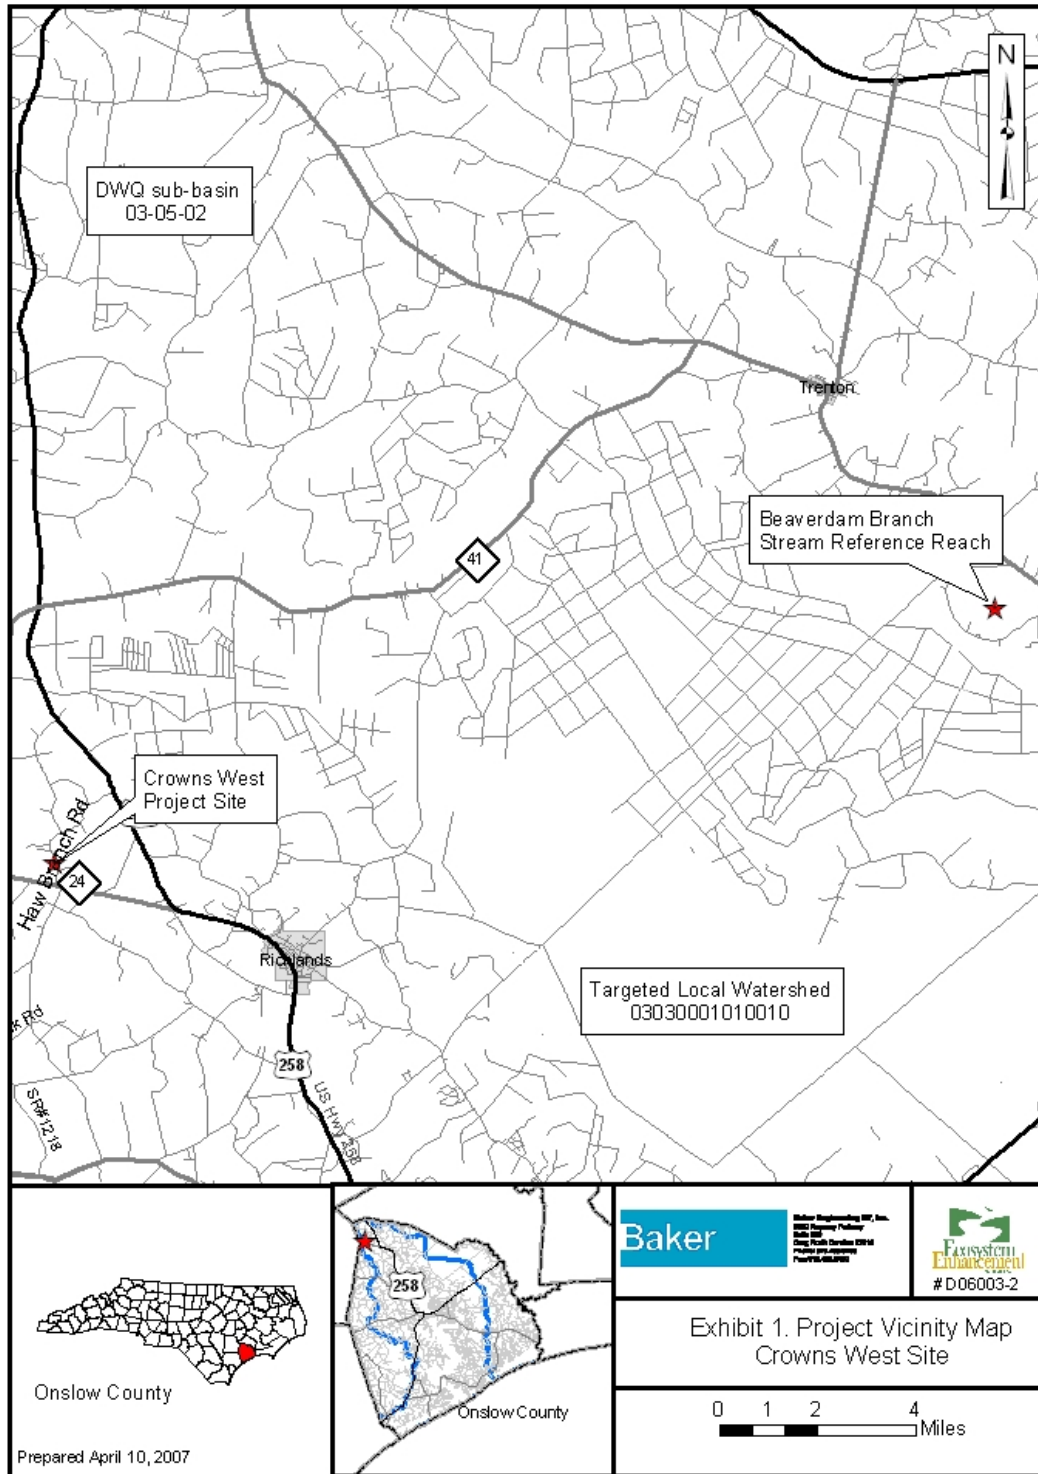 N
DWQ sub-basin
03-05-02
Trenton
Beaverdam Branch
Stream Reference Reach
41
Crowns West
Project Site
Haw Branch Rd
24
Richlands
Targeted Local Watershed
03030001010010
k Rd
258
SR#1218
US Hwy 258
Onslow County
Prepared April 10, 2007
258
Onslow County
Baker
Ecosystem
Enhancement
#D06003-2
Exhibit 1. Project Vicinity Map
Crowns West Site
0 1 2 4
Miles